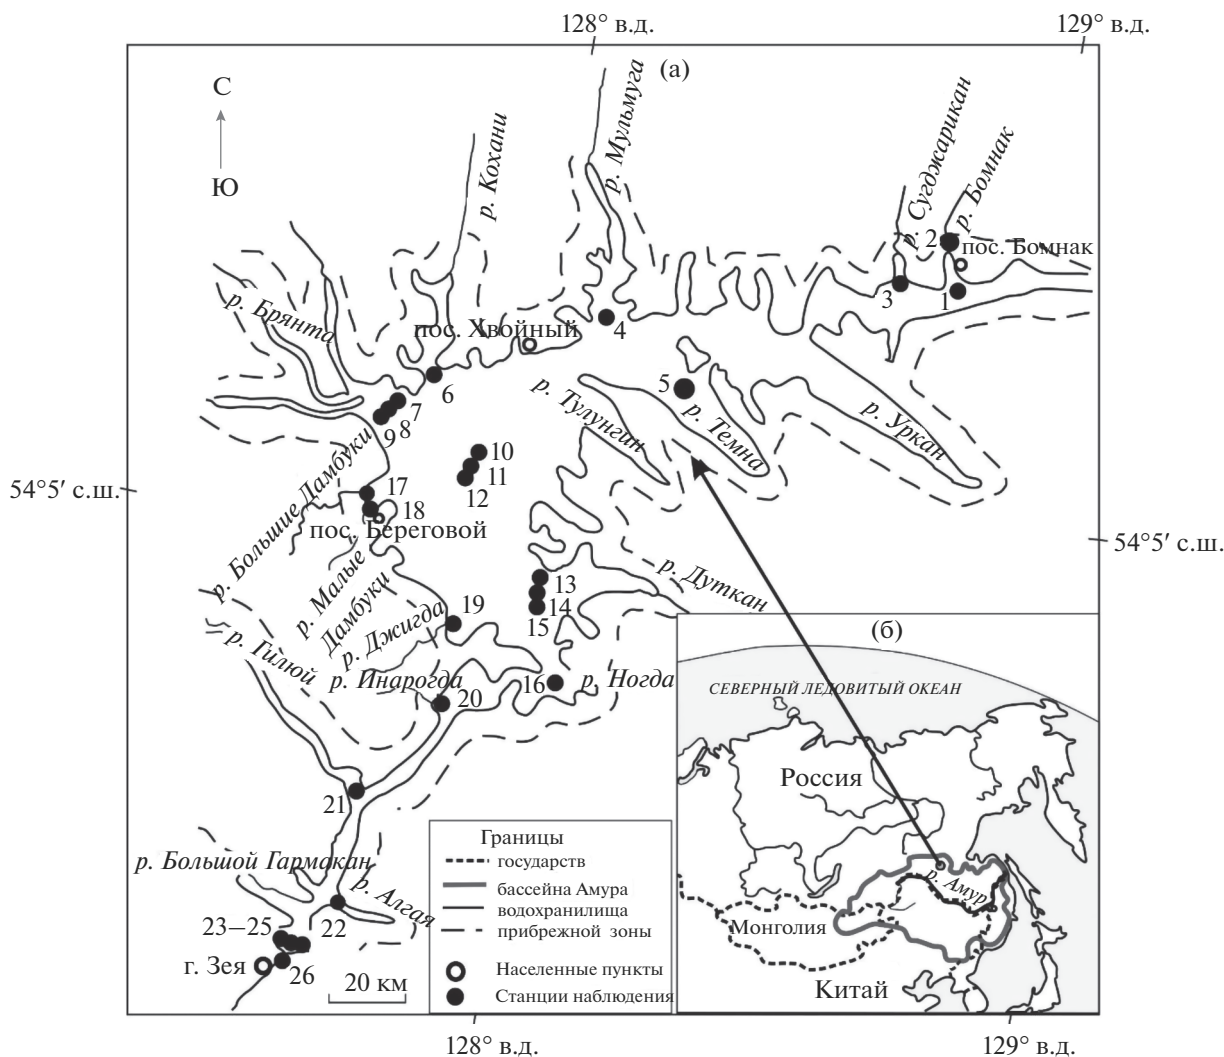 128° в.д.
129° в.д.
(а)
С
Ю
р. Кохани
р. Мульмуга
р. Сугджарикан
р. Бомнак
2
пос. Бомнак
3
1
р. Брянта
пос. Хвойный
4
6
5
7
8
9
р. Тулунгин
р. Темна
р. Уркан
10
11
12
54°5′ с.ш.
17
18
пос. Береговой
р. Большие Дамбуки
54°5′ с.ш.
р. Малые
Дамбуки
р. Джигда
19
13
14
15
р. Дуткан
р. Гилюй
р. Инарогда
20
16
р. Ногда
21
(б)
СЕВЕРНЫЙ ЛЕДОВИТЫЙ ОКЕАН
Россия
р. Амур
Монголия
Китай
р. Большой Гармакан
р. Алгая
22
23—25
г. Зея
26
20 км
Границы
государств
бассейна Амура
водохранилища
прибрежной зоны
Населенные пункты
Станции наблюдения
128° в.д.
129° в.д.